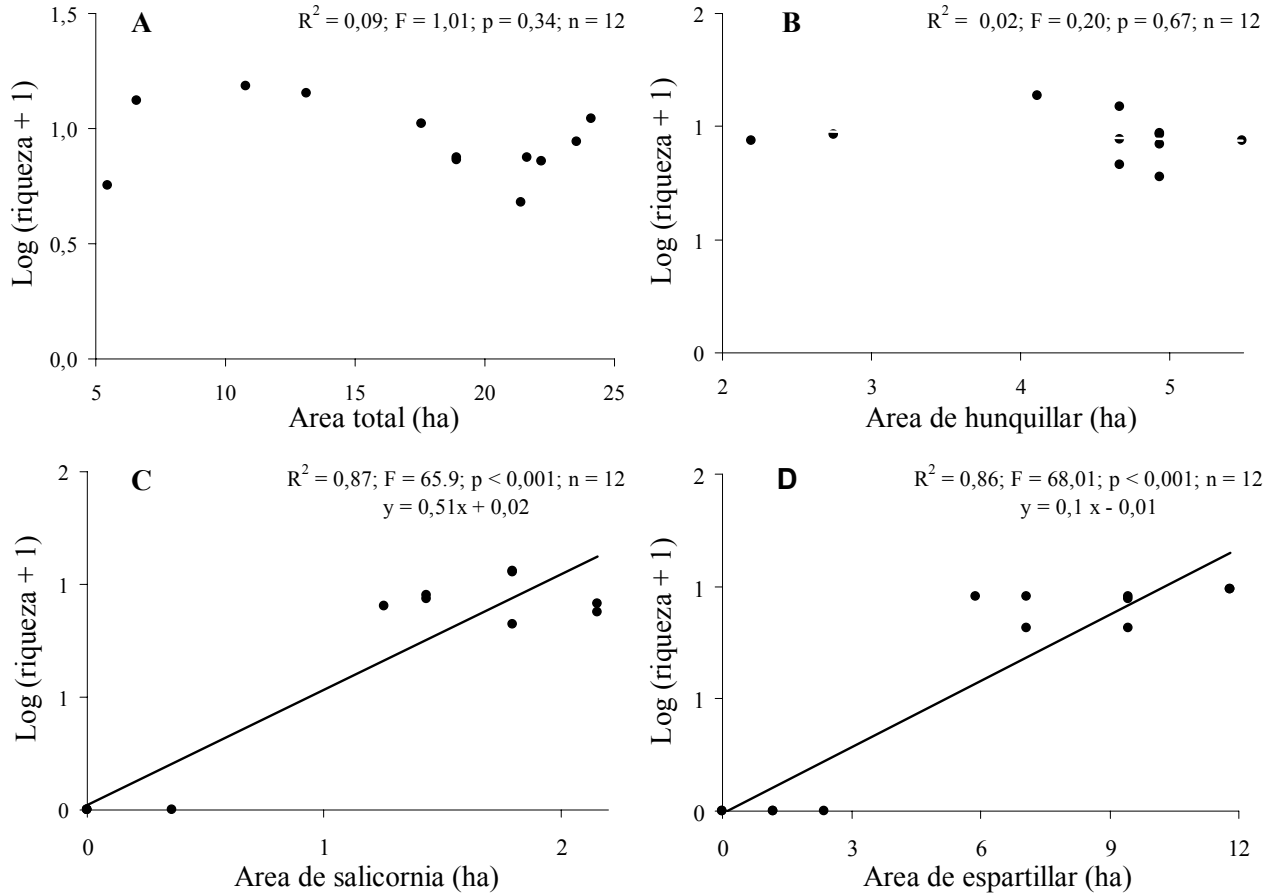 A
R² = 0,09; F = 1,01; p = 0,34; n = 12
1,5
1,0
0,5
0,0
Log (riqueza + 1)
5 10 15 20 25
Area total (ha)
B
R² = 0,02; F = 0,20; p = 0,67; n = 12
2
1
1
0
Log (riqueza + 1)
2 3 4 5
Area de hunquillar (ha)
C
R² = 0,87; F = 65.9; p < 0,001; n = 12
y = 0,51x + 0,02
2
1
1
0
Log (riqueza + 1)
0 1 2
Area de salicornia (ha)
D
R² = 0,86; F = 68,01; p < 0,001; n = 12
y = 0,1 x - 0,01
2
1
1
0
Log (riqueza + 1)
0 3 6 9 12
Area de espartillar (ha)